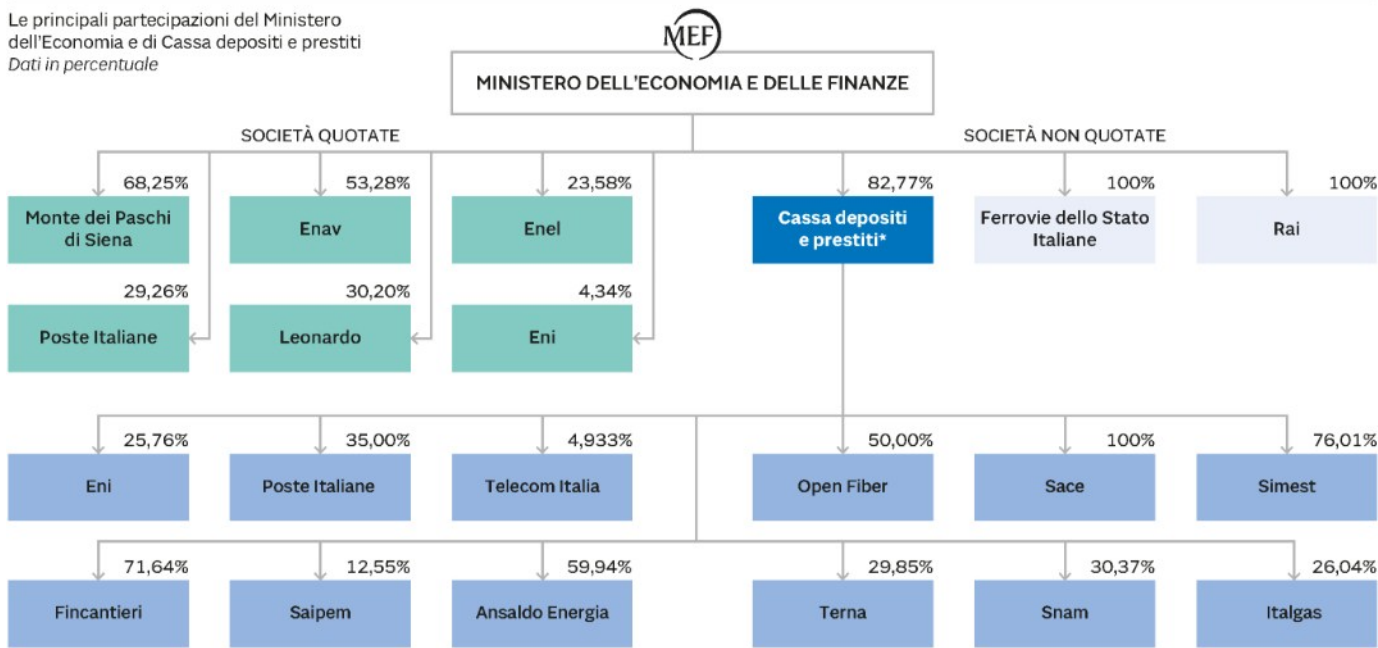 Le principali partecipazioni del Ministero
dell'Economia e di Cassa depositi e prestiti
Dati in percentuale
MEF
MINISTERO DELL'ECONOMIA E DELLE FINANZE
SOCIETÀ QUOTATE
SOCIETÀ NON QUOTATE
68,25%
Monte dei Paschi
di Siena
53,28%
Enav
23,58%
Enel
82,77%
Cassa depositi
e prestiti*
100%
Ferrovie dello Stato
Italiane
100%
Rai
29,26%
Poste Italiane
30,20%
Leonardo
4,34%
Eni
25,76%
Eni
35,00%
Poste Italiane
4,933%
Telecom Italia
50,00%
Open Fiber
100%
Sace
76,01%
Simest
71,64%
Fincantieri
12,55%
Saipem
59,94%
Ansaldo Energia
29,85%
Terna
30,37%
Snam
26,04%
Italgas